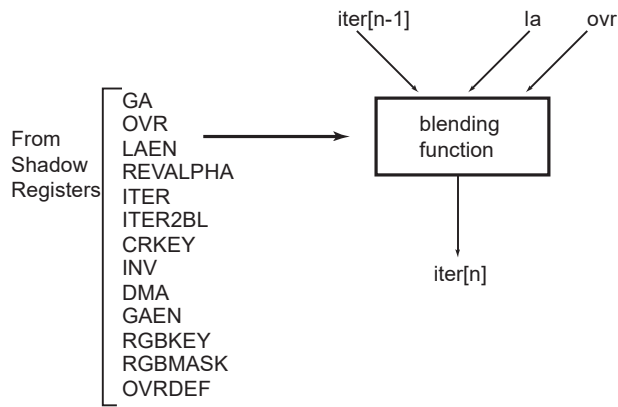 iter[n-1] la ovr
blending
function
iter[n]
From
Shadow
Registers
GA
OVR
LAEN
REVALPHA
ITER
ITER2BL
CRKEY
INV
DMA
GAEN
RGBKEY
RGBMASK
OVRDEF